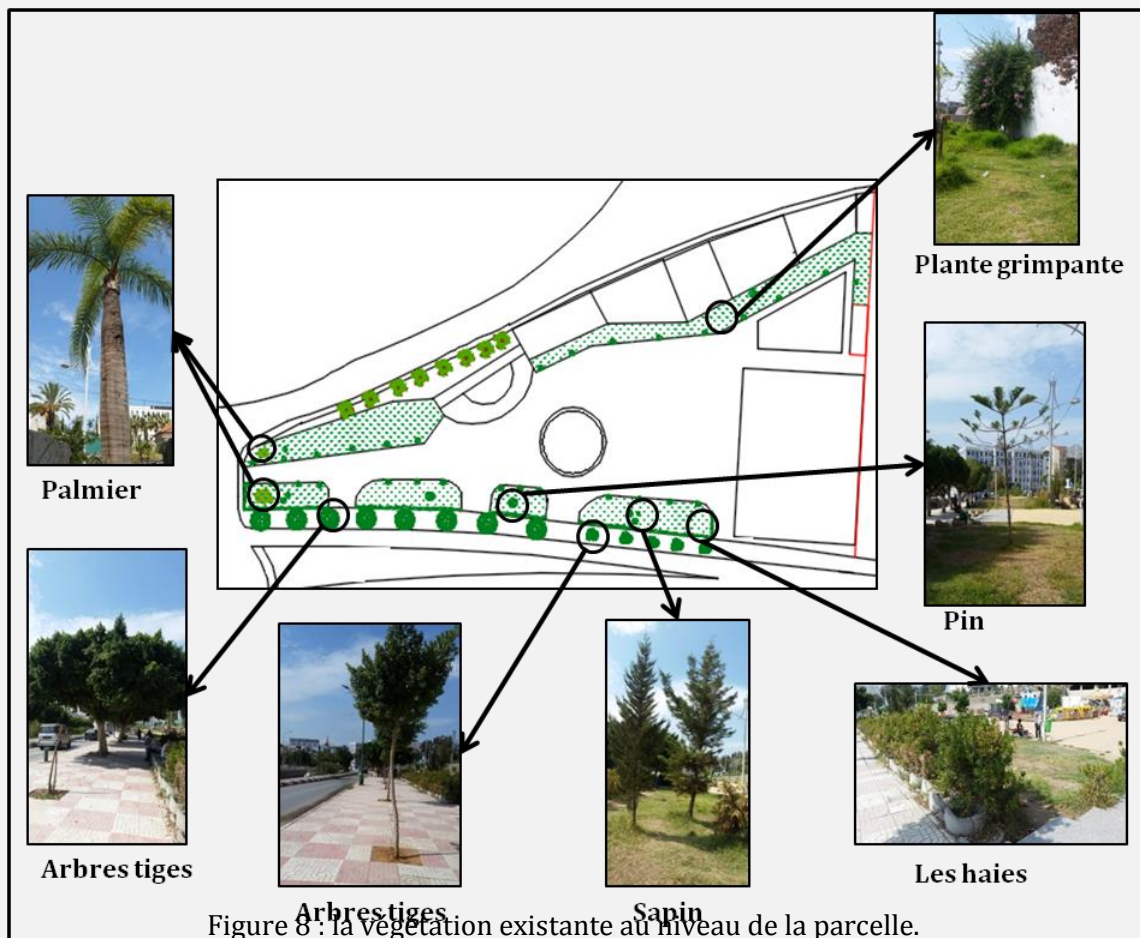 Plante grimpante
Palmier
Pin
Arbres tiges
Les haies
Arbres tiges
Sapin
Figure 8 : la végétation existante au niveau de la parcelle.